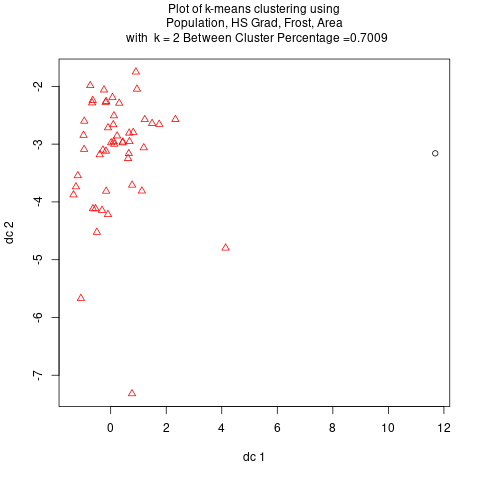 Plot of k-means clustering using
Population, HS Grad, Frost, Area
with k = 2 Between Cluster Percentage =0.7009
-2
-3
-4
-5
-6
-7
dc 2
0 2 4 6 8 10 12
dc 1